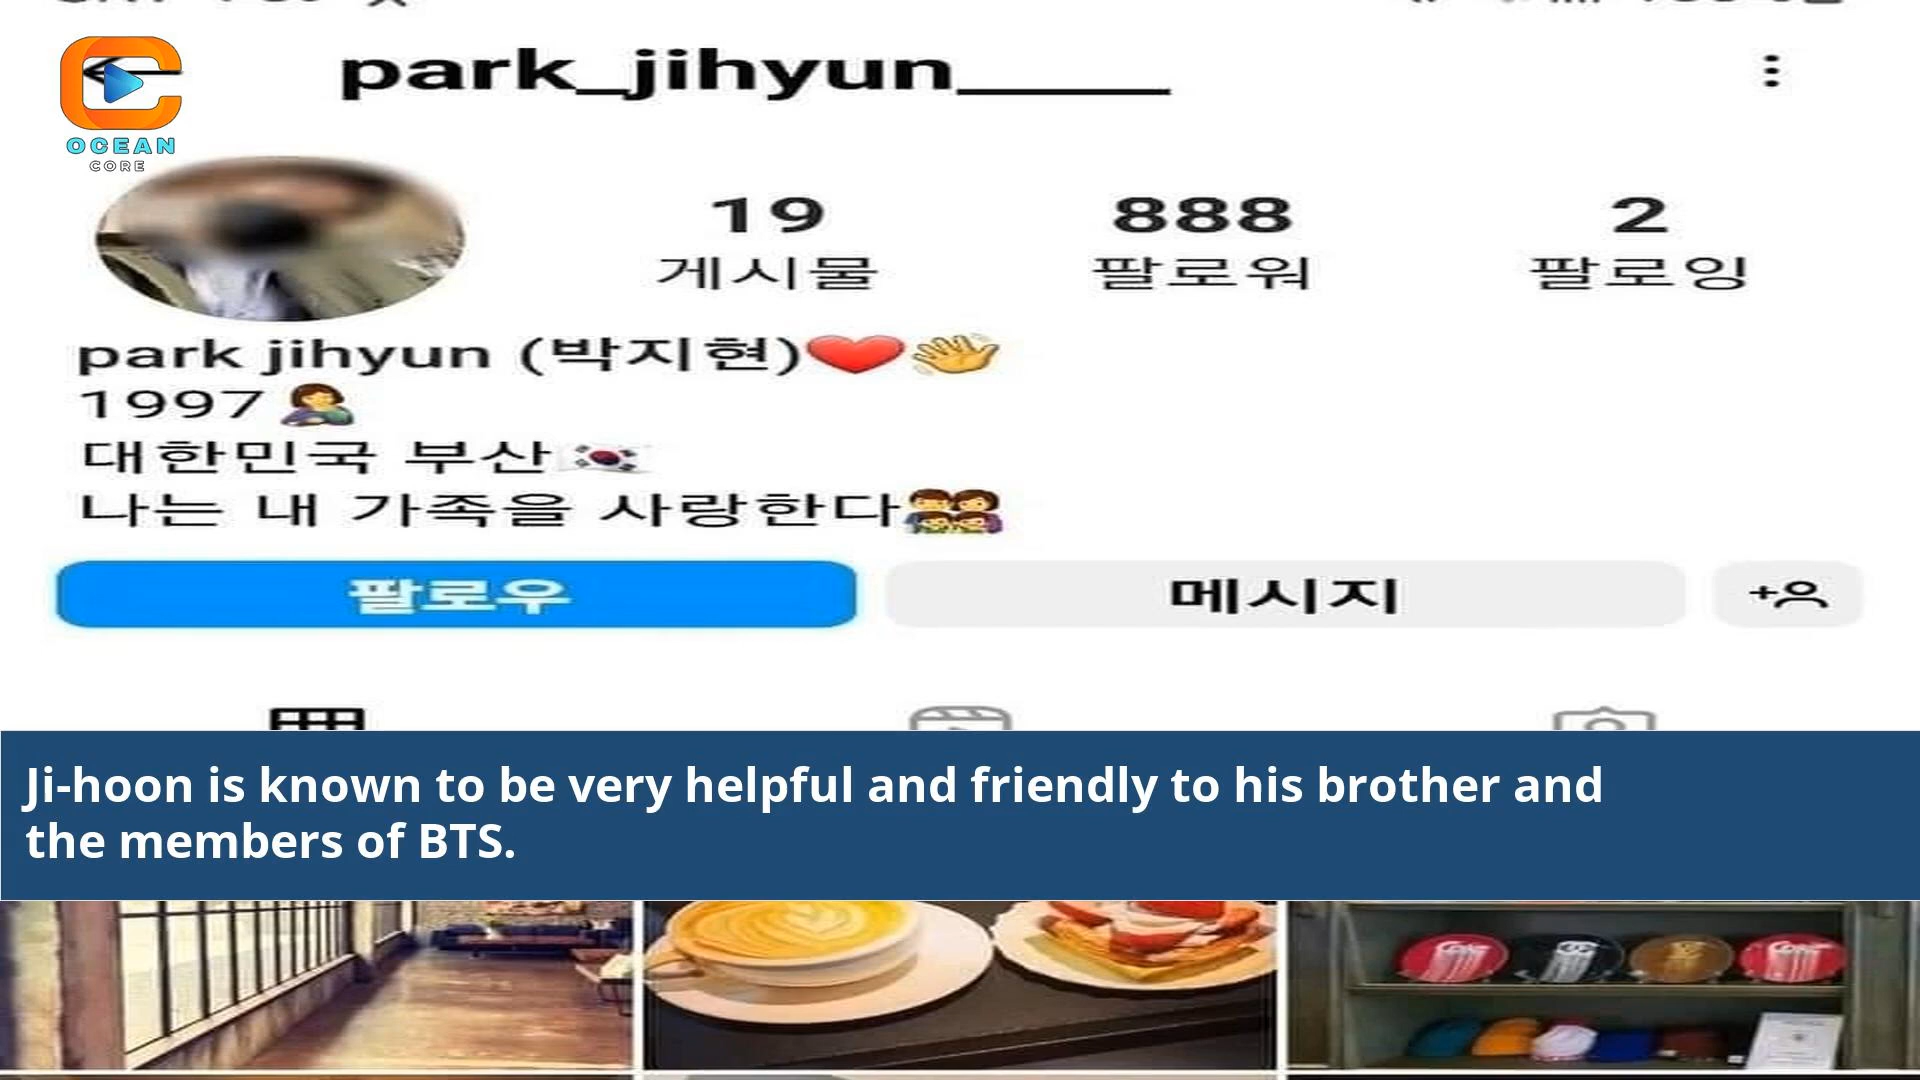 park_jihyun____
OCEAN
CORE
19
888
2
게시물
팔로워
팔로잉
park jihyun (박지현)❤️👋
1997🤱
대한민국 부산🇰🇷
나는 내 가족을 사랑한다👨‍👩‍👧‍👦
팔로우
메시지
Ji-hoon is known to be very helpful and friendly to his brother and
the members of BTS.